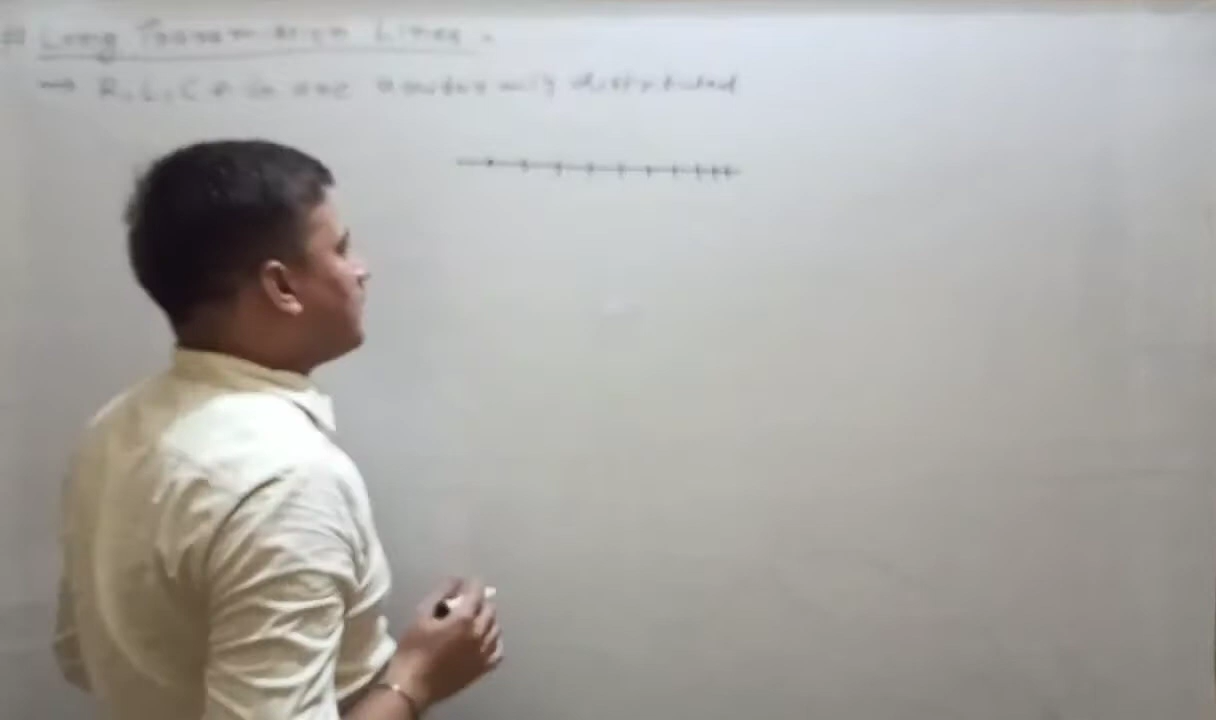 # Long Transmission Lines -
→ R, L, C & G are uniformly distributed